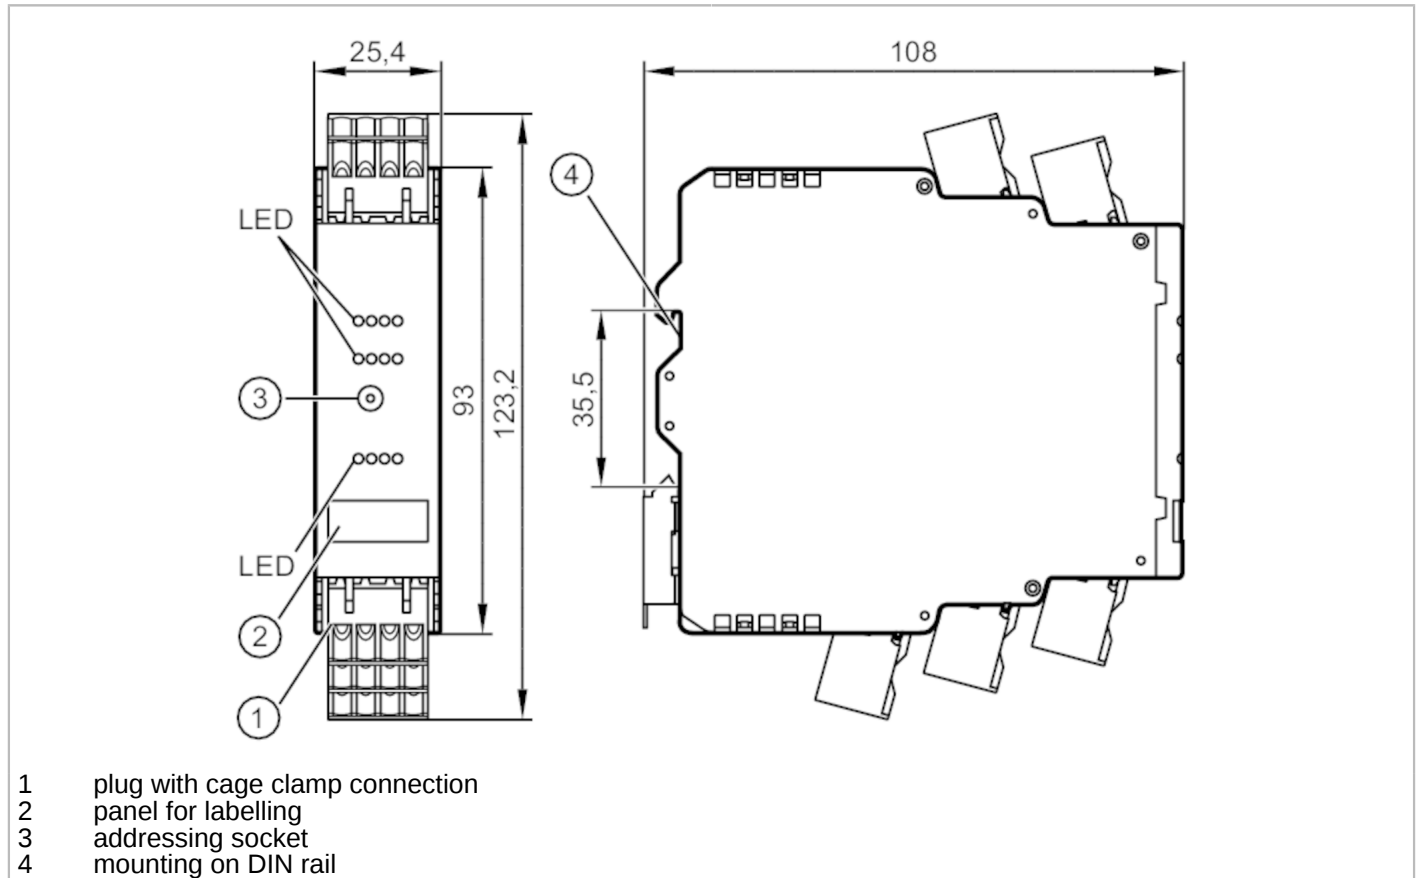 25,4
108
4
LED
3
93
123,2
35,5
LED
2
1
1 plug with cage clamp connection
2 panel for labelling
3 addressing socket
4 mounting on DIN rail